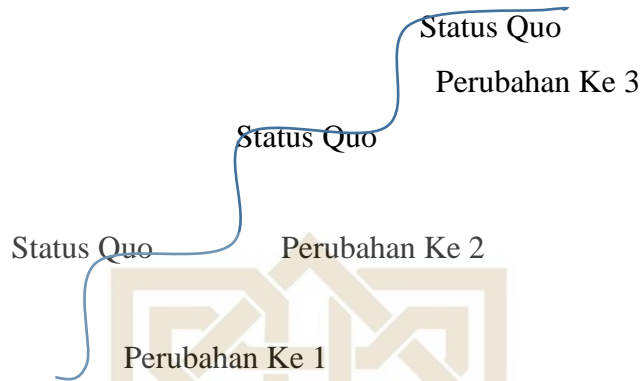 Status Quo
Perubahan Ke 3
Status Quo
Status Quo
Perubahan Ke 2
Perubahan Ke 1